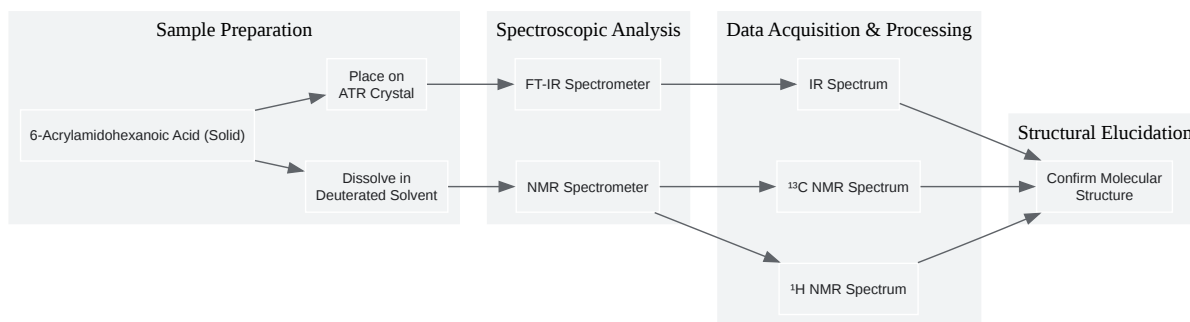 Sample Preparation
Spectroscopic Analysis
Data Acquisition & Processing
Place on
ATR Crystal
FT-IR Spectrometer
IR Spectrum
6-Acrylamidohexanoic Acid (Solid)
Structural Elucidation
Dissolve in
Deuterated Solvent
NMR Spectrometer
¹³C NMR Spectrum
Confirm Molecular
Structure
¹H NMR Spectrum